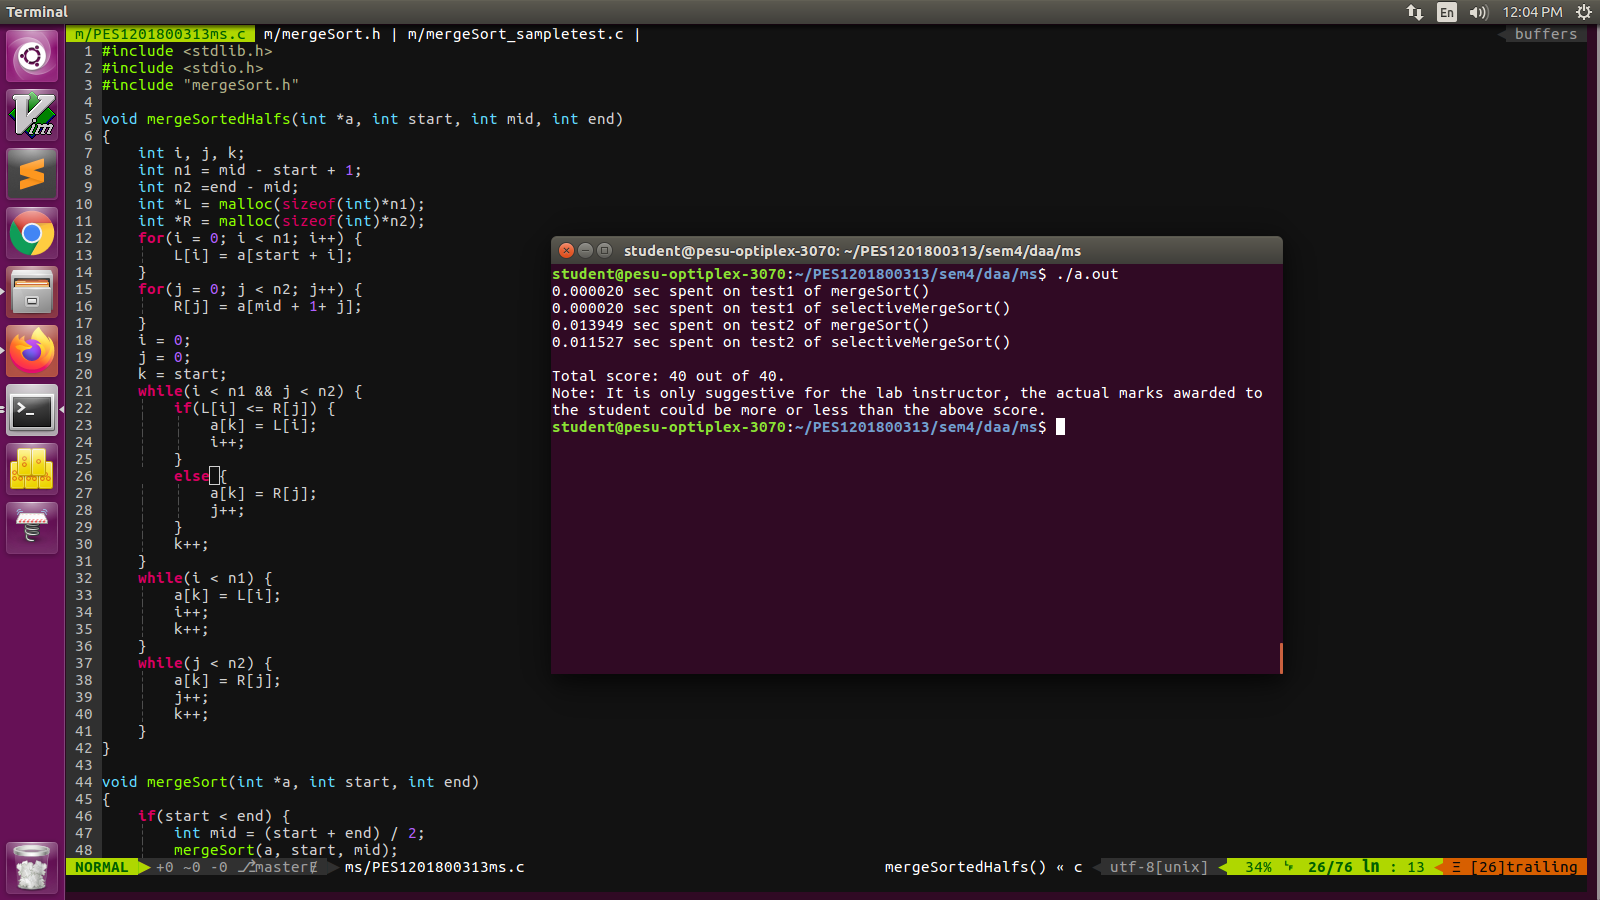 Terminal
En
12:04 PM
m/PES1201800313ms.c  m/mergeSort.h | m/mergeSort_sampletest.c |
buffers
1 #include <stdlib.h>
2 #include <stdio.h>
3 #include "mergeSort.h"
4
5 void mergeSortedHalfs(int *a, int start, int mid, int end)
6 {
7     int i, j, k;
8     int n1 = mid - start + 1;
9     int n2 =end - mid;
10     int *L = malloc(sizeof(int)*n1);
11     int *R = malloc(sizeof(int)*n2);
12     for(i = 0; i < n1; i++) {
13         L[i] = a[start + i];
14     }
15     for(j = 0; j < n2; j++) {
16         R[j] = a[mid + 1+ j];
17     }
18     i = 0;
19     j = 0;
20     k = start;
21     while(i < n1 && j < n2) {
22         if(L[i] <= R[j]) {
23             a[k] = L[i];
24             i++;
25         }
26         else {
27             a[k] = R[j];
28             j++;
29         }
30         k++;
31     }
32     while(i < n1) {
33         a[k] = L[i];
34         i++;
35         k++;
36     }
37     while(j < n2) {
38         a[k] = R[j];
39         j++;
40         k++;
41     }
42 }
43
44 void mergeSort(int *a, int start, int end)
45 {
46     if(start < end) {
47         int mid = (start + end) / 2;
48         mergeSort(a, start, mid);
NORMAL +0 ~0 -0 master ms/PES1201800313ms.c
mergeSortedHalfs() « c utf-8[unix] 34% 26/76 ln : 13 Ξ [26]trailing
student@pesu-optiplex-3070: ~/PES1201800313/sem4/daa/ms
student@pesu-optiplex-3070:~/PES1201800313/sem4/daa/ms$ ./a.out
0.000020 sec spent on test1 of mergeSort()
0.000020 sec spent on test1 of selectiveMergeSort()
0.013949 sec spent on test2 of mergeSort()
0.011527 sec spent on test2 of selectiveMergeSort()
Total score: 40 out of 40.
Note: It is only suggestive for the lab instructor, the actual marks awarded to
the student could be more or less than the above score.
student@pesu-optiplex-3070:~/PES1201800313/sem4/daa/ms$
Vim